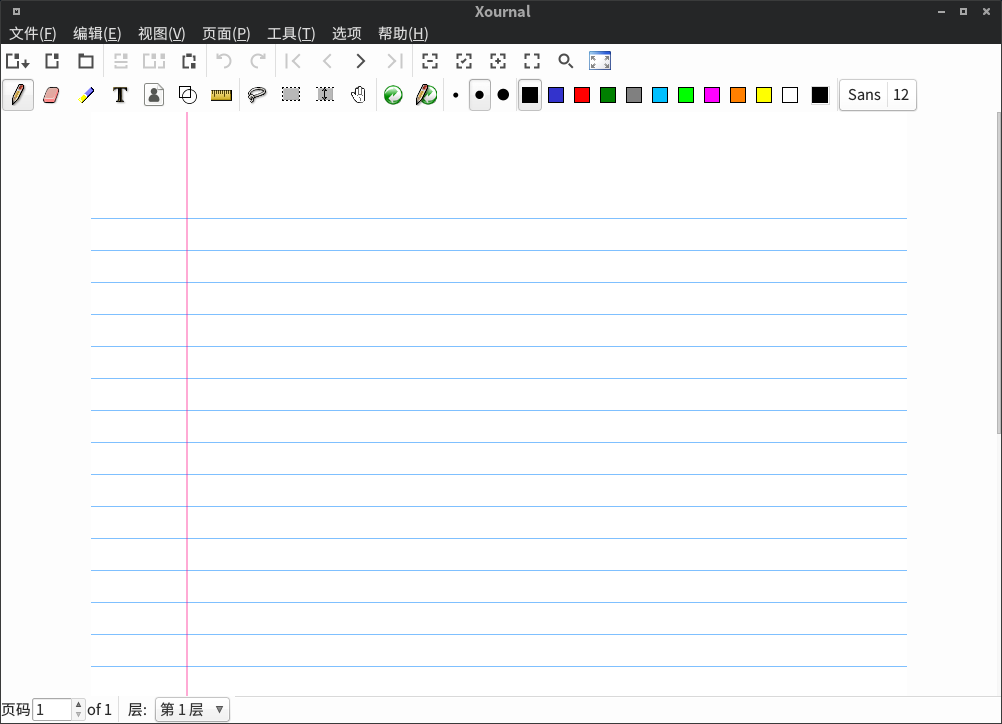 Xournal
文件(F) 编辑(E) 视图(V) 页面(P) 工具(T) 选项 帮助(H)
T Sans 12
页码 1 of 1 层: 第 1 层